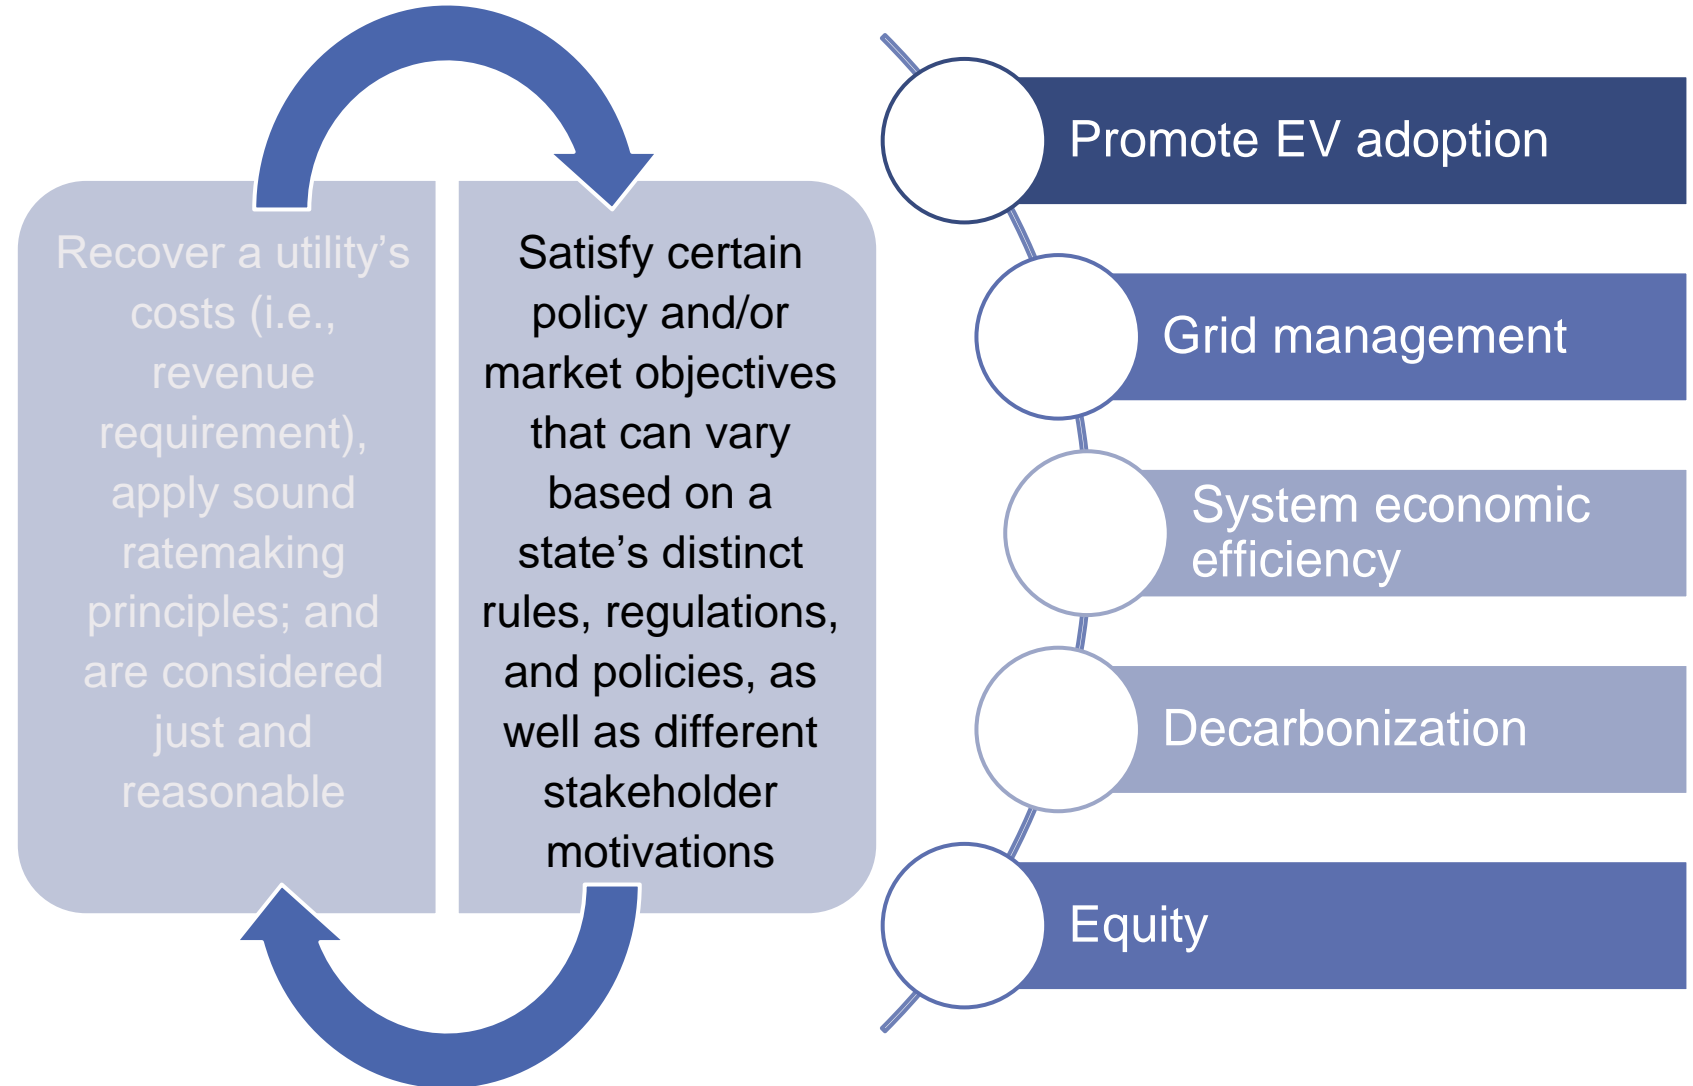 Recover a utility’s
costs (i.e.,
revenue
requirement),
apply sound
ratemaking
principles; and
are considered
just and
reasonable
Satisfy certain
policy and/or
market objectives
that can vary
based on a
state’s distinct
rules, regulations,
and policies, as
well as different
stakeholder
motivations
Promote EV adoption
Grid management
System economic
efficiency
Decarbonization
Equity